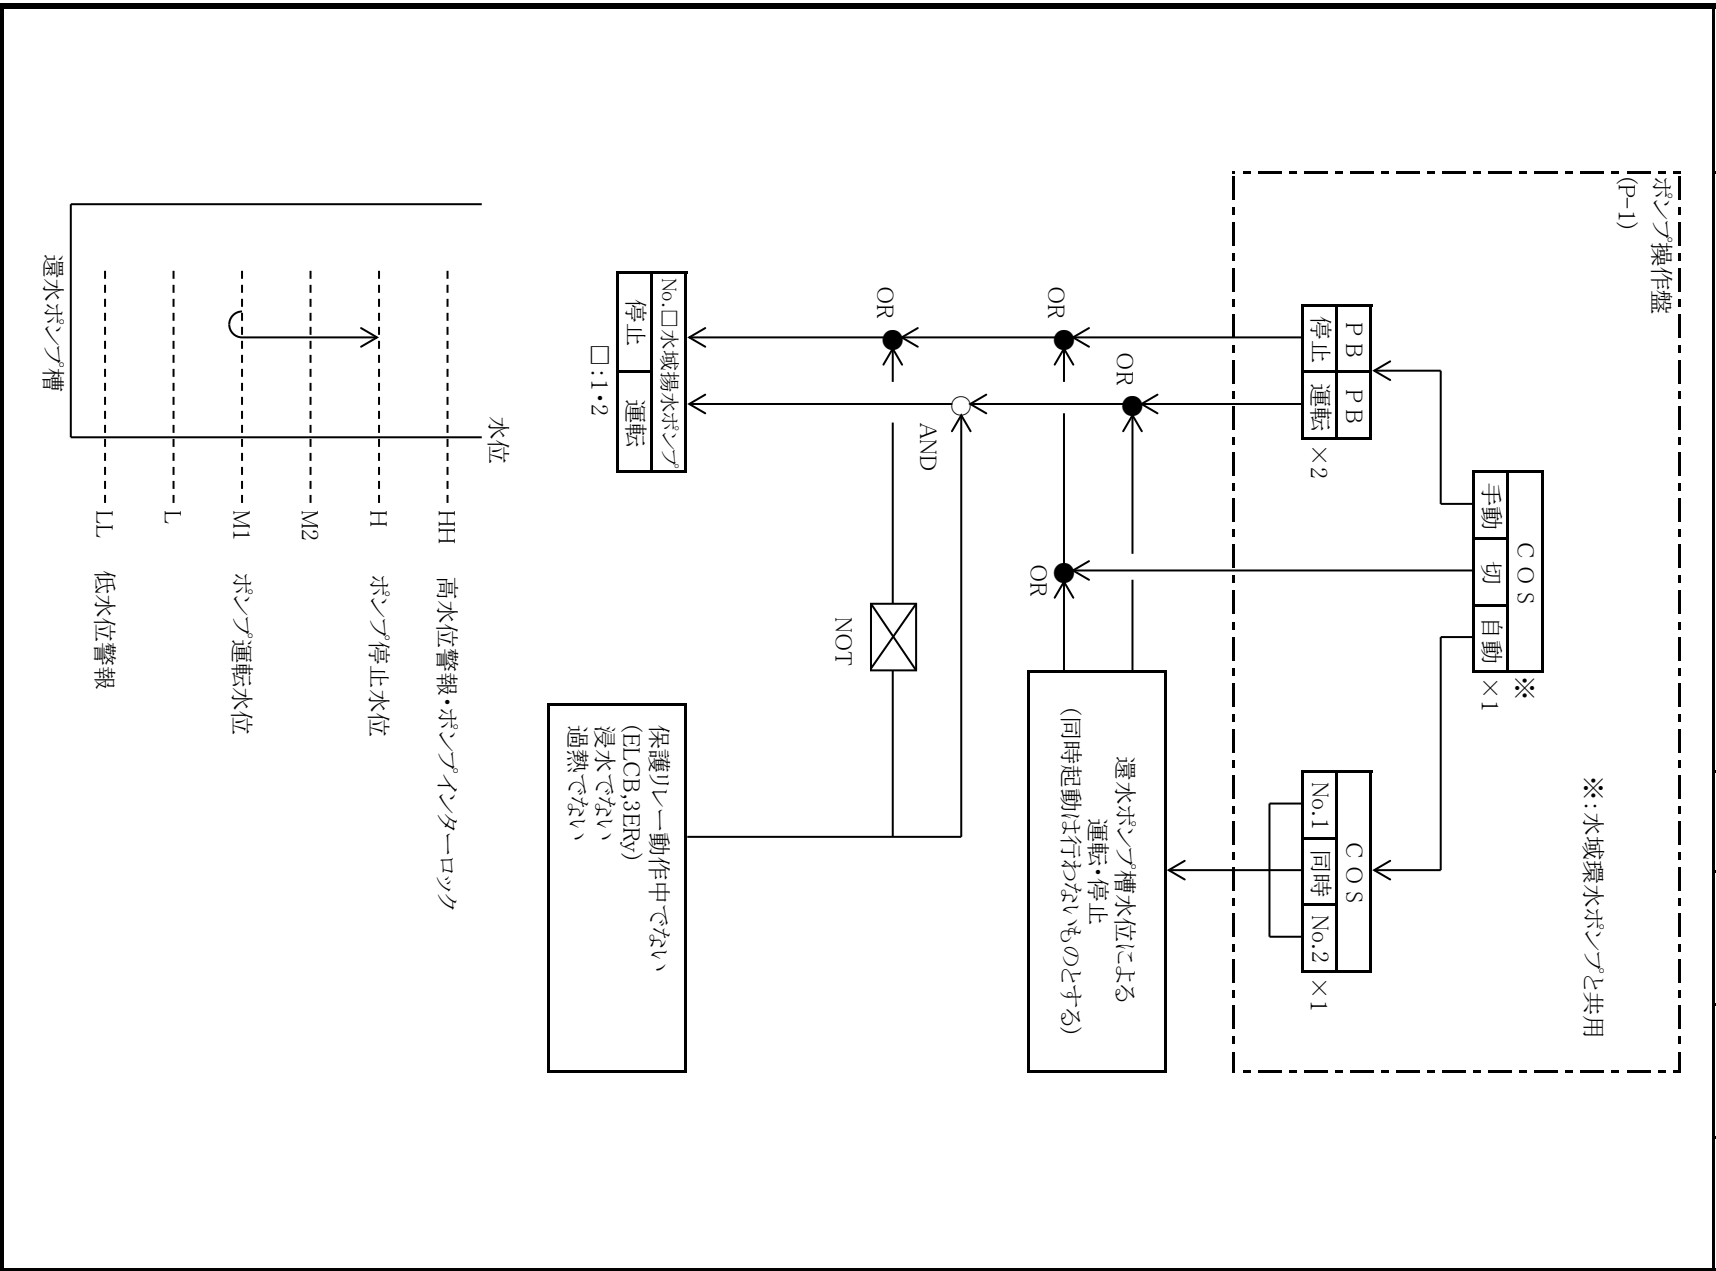 ポンプ操作盤
(P-1)
※:水域環水ポンプと共用
COS
※
手動
切
自動
×1
PB
PB
停止
運転
×2
COS
No.1
同時
No.2
×1
OR
OR
OR
還水ポンプ槽水位による
運転・停止
(同時起動は行わないものとする)
OR
AND
NOT
No.□水域揚水ポンプ
停止
運転
□:1・2
保護リレー動作中でない
(ELCB,3ERy)
浸水でない
過熱でない
水位
HH 高水位警報・ポンプインターロック
H ポンプ停止水位
M2
M1 ポンプ運転水位
L
LL 低水位警報
還水ポンプ槽